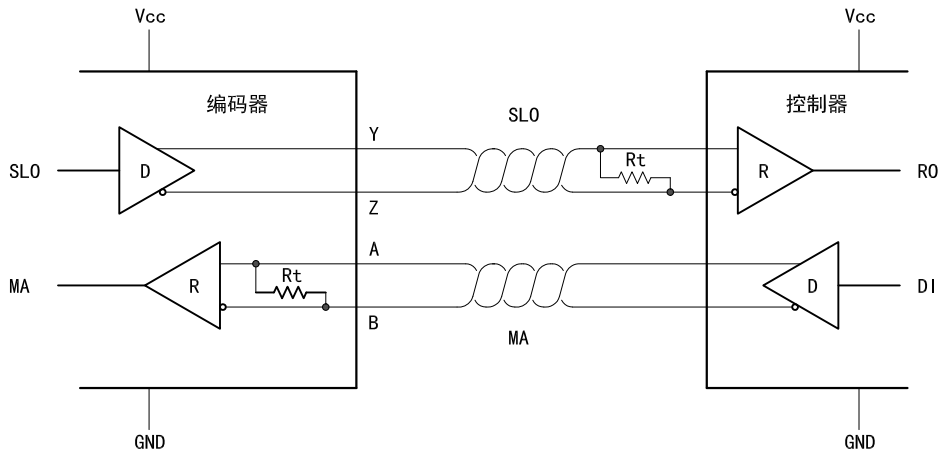 Vcc
Vcc
编码器
控制器
SLO
Y
Rt
SLO
D
R
RO
Z
A
MA
R
Rt
D
DI
B
MA
GND
GND